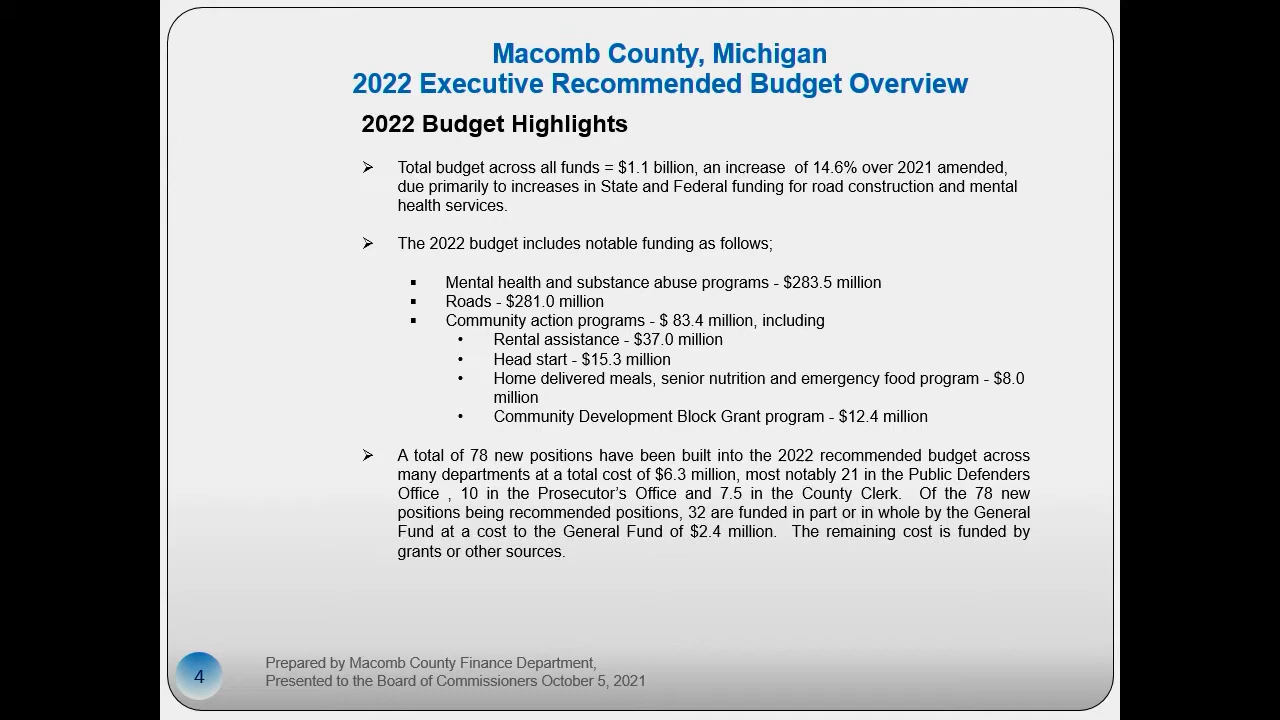 Macomb County, Michigan
2022 Executive Recommended Budget Overview
2022 Budget Highlights
➢ Total budget across all funds = $1.1 billion, an increase of 14.6% over 2021 amended,
due primarily to increases in State and Federal funding for road construction and mental
health services.
➢ The 2022 budget includes notable funding as follows;
▪ Mental health and substance abuse programs - $283.5 million
▪ Roads - $281.0 million
▪ Community action programs - $ 83.4 million, including
• Rental assistance - $37.0 million
• Head start - $15.3 million
• Home delivered meals, senior nutrition and emergency food program - $8.0
million
• Community Development Block Grant program - $12.4 million
➢ A total of 78 new positions have been built into the 2022 recommended budget across
many departments at a total cost of $6.3 million, most notably 21 in the Public Defenders
Office , 10 in the Prosecutor's Office and 7.5 in the County Clerk. Of the 78 new
positions being recommended positions, 32 are funded in part or in whole by the General
Fund at a cost to the General Fund of $2.4 million. The remaining cost is funded by
grants or other sources.
4
Prepared by Macomb County Finance Department,
Presented to the Board of Commissioners October 5, 2021